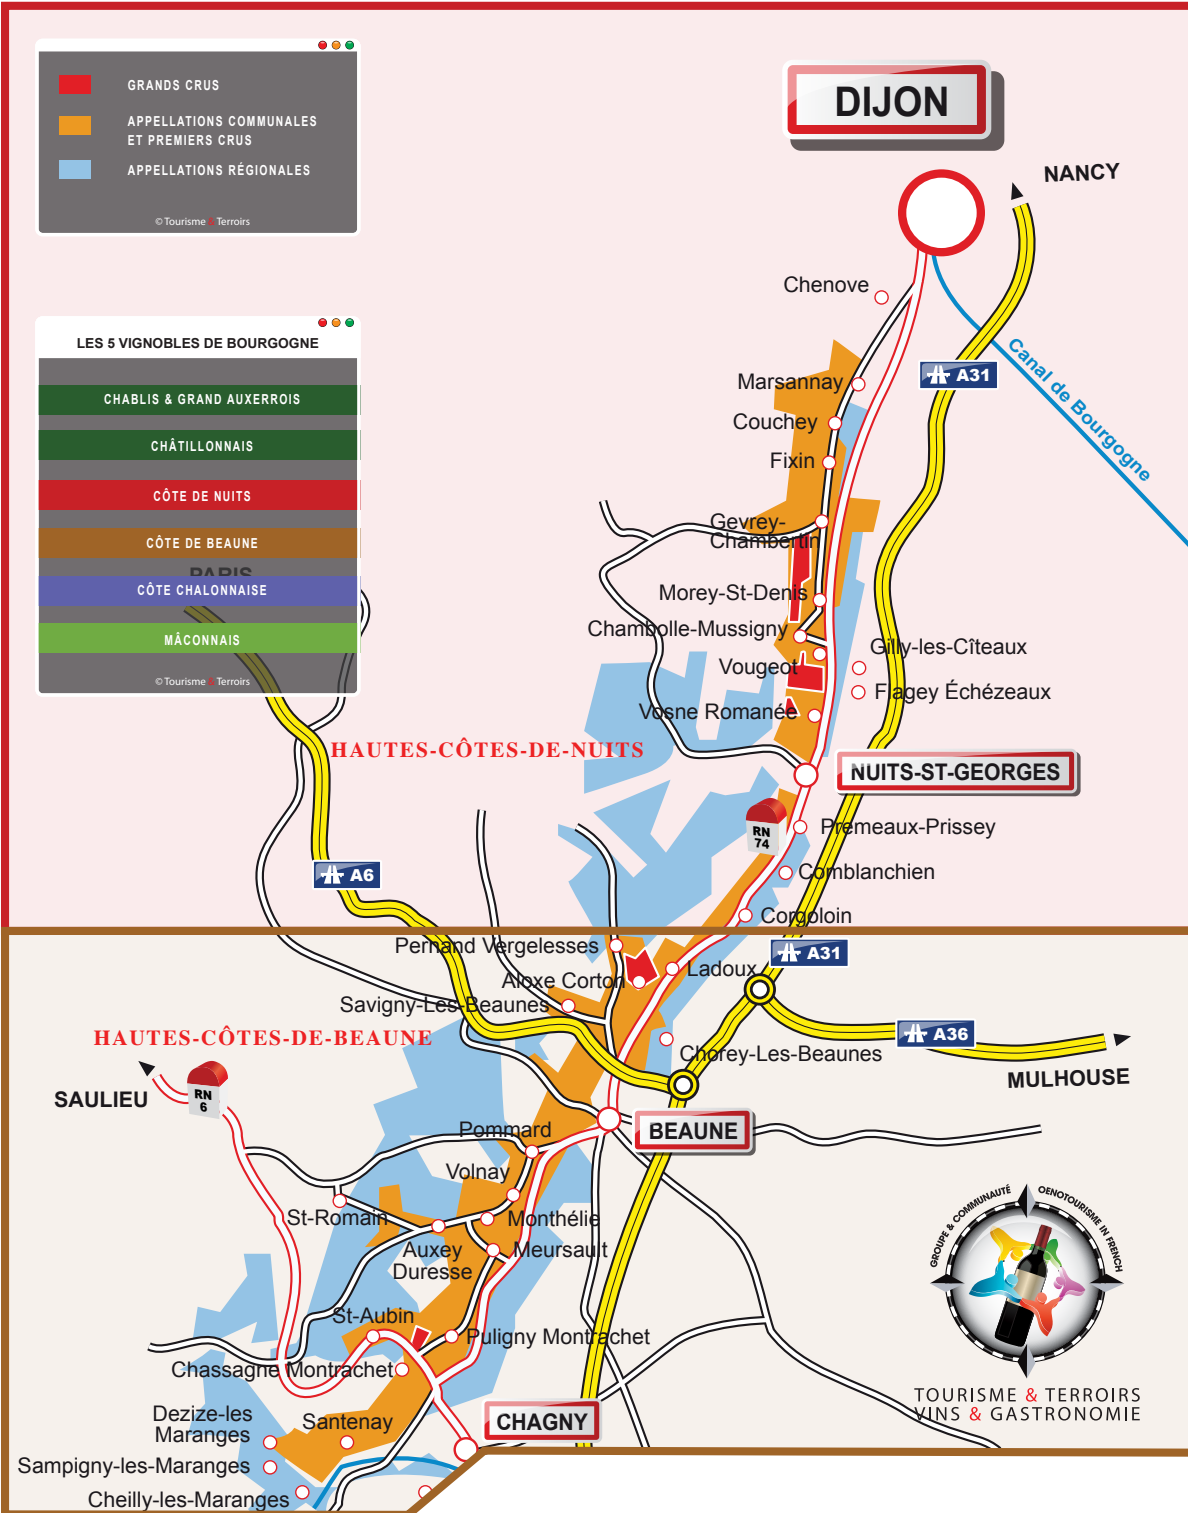 GRANDS CRUS
APPELLATIONS COMMUNALES
ET PREMIERS CRUS
APPELLATIONS RÉGIONALES
©Tourisme & Terroirs
LES 5 VIGNOBLES DE BOURGOGNE
CHABLIS & GRAND AUXERROIS
CHÂTILLONNAIS
CÔTE DE NUITS
CÔTE DE BEAUNE
PARIS
CÔTE CHALONNAISE
MÂCONNAIS
©Tourisme & Terroirs
DIJON
NANCY
Chenove
Canal de Bourgogne
A31
Marsannay
Couchey
Fixin
Gevrey-
Chambertin
Morey-St-Denis
Chambolle-Mussigny
Gilly-les-Cîteaux
Vougeot
Flagey Échézeaux
Vosne Romanée
HAUTES-CÔTES-DE-NUITS
NUITS-ST-GEORGES
RN
74
Premeaux-Prissey
Comblanchien
A6
Corgoloin
Pernand Vergelesses
A31
Ladoux
Aloxe Corton
Savigny-Les-Beaunes
HAUTES-CÔTES-DE-BEAUNE
A36
Chorey-Les-Beaunes
MULHOUSE
SAULIEU
RN
6
BEAUNE
Pommard
Volnay
St-Romain
Monthélie
Auxey
Duresse
Meursault
St-Aubin
Puligny Montrachet
Chassagne Montrachet
Dezize-les
Maranges
Santenay
CHAGNY
Sampigny-les-Maranges
Cheilly-les-Maranges
GROUPE & COMMUNAUTÉ
OENOTOURISME IN FRENCH
TOURISME & TERROIRS
VINS & GASTRONOMIE